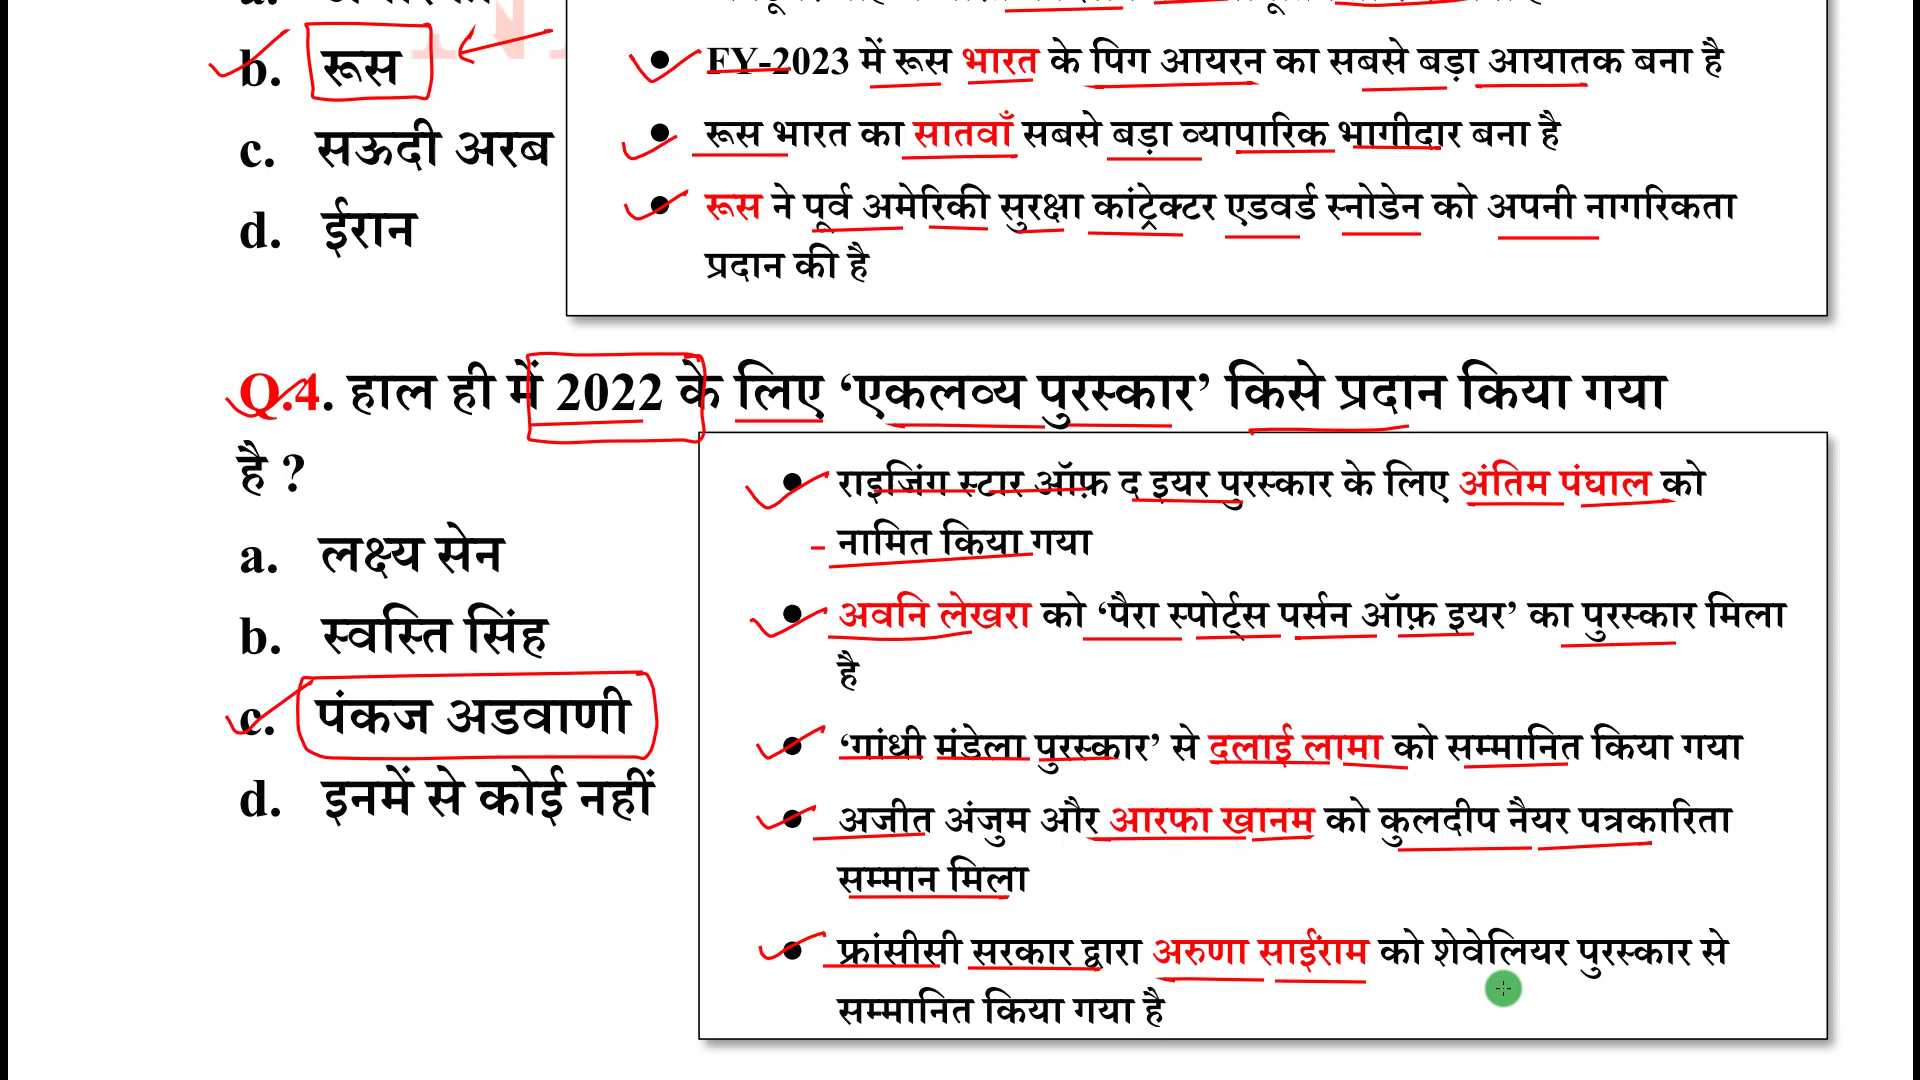 b. रूस
c. सऊदी अरब
d. ईरान
● FY-2023 में रूस भारत के पिग आयरन का सबसे बड़ा आयातक बना है
● रूस भारत का सातवाँ सबसे बड़ा व्यापारिक भागीदार बना है
● रूस ने पूर्व अमेरिकी सुरक्षा कांट्रेक्टर एडवर्ड स्नोडेन को अपनी नागरिकता
प्रदान की है
Q.4. हाल ही में 2022 के लिए ‘एकलव्य पुरस्कार’ किसे प्रदान किया गया
है ?
a. लक्ष्य सेन
b. स्वस्ति सिंह
c. पंकज अडवाणी
d. इनमें से कोई नहीं
● राइजिंग स्टार ऑफ़ द इयर पुरस्कार के लिए अंतिम पंघाल को
नामित किया गया
● अवनि लेखरा को ‘पैरा स्पोर्ट्स पर्सन ऑफ़ इयर’ का पुरस्कार मिला
है
● ‘गांधी मंडेला पुरस्कार’ से दलाई लामा को सम्मानित किया गया
● अजीत अंजुम और आरफा खानम को कुलदीप नैयर पत्रकारिता
सम्मान मिला
● फ्रांसीसी सरकार द्वारा अरुणा साईराम को शेवेलियर पुरस्कार से
सम्मानित किया गया है